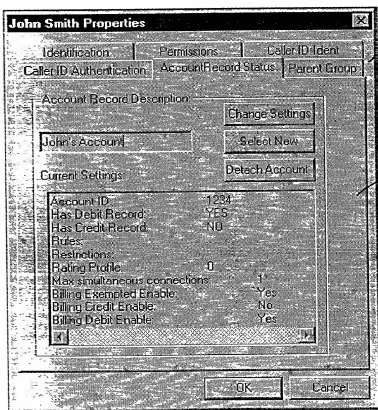 John Smith Properties
Identification Permissions Caller ID Ident
Caller ID Authentication AccountRecord Status Parent Group
Account Record Description
Change Settings
John's Account
Select New
Detach Account
Current Settings
Account ID: 1234
Has Debit Record: YES
Has Credit Record: NO
Rules:
Restrictions:
Rating Profile: 0
Max simultaneous connections: 1
Billing Exempted Enable: Yes
Billing Credit Enable: No
Billing Debit Enable: Yes
OK Cancel